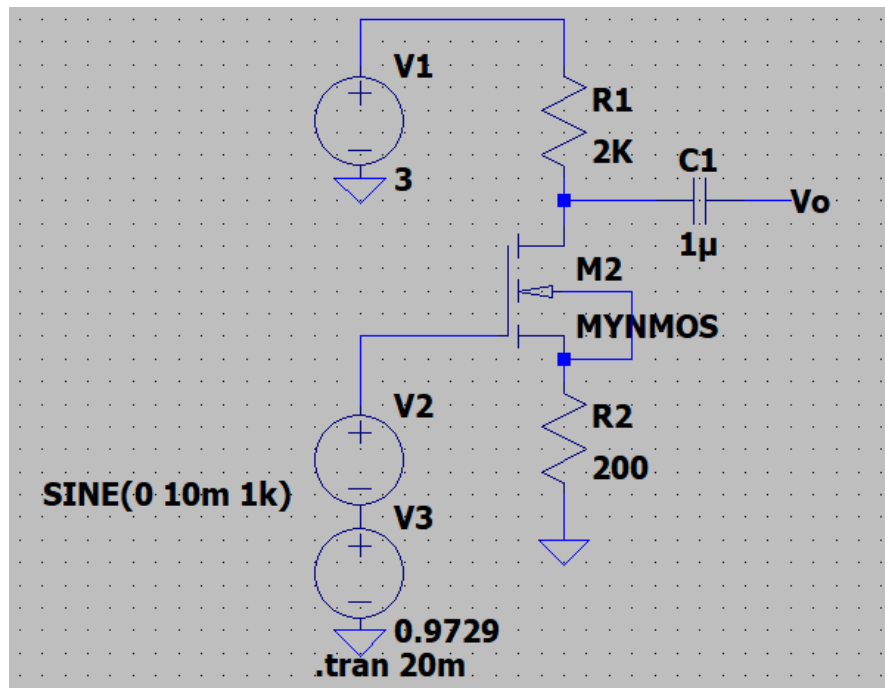 V1
3
R1
2K
C1
1µ
Vo
M2
MYNMOS
V2
SINE(0 10m 1k)
V3
0.9729
R2
200
.tran 20m